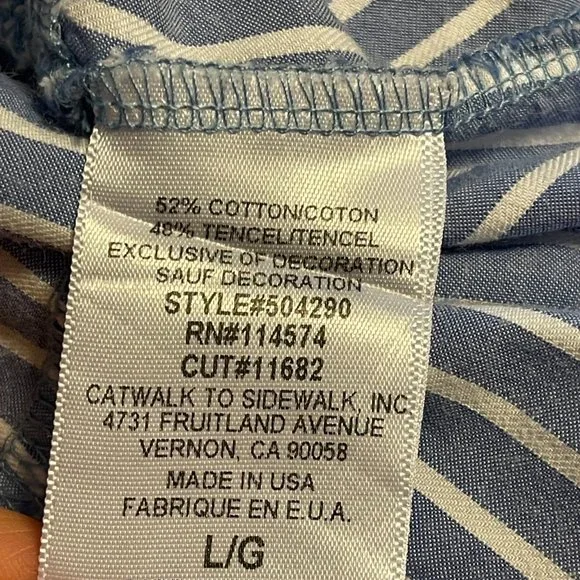 52% COTTON/COTON
48% TENCEL/TENCEL
EXCLUSIVE OF DECORATION
SAUF DECORATION
STYLE#504290
RN#114574
CUT#11682
CATWALK TO SIDEWALK, INC
4731 FRUITLAND AVENUE
VERNON, CA 90058
MADE IN USA
FABRIQUE EN E.U.A.
L/G